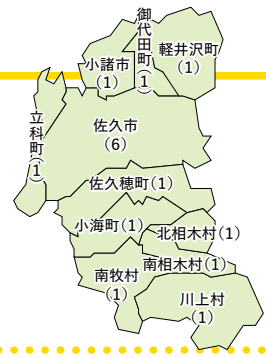 御代田町(1)
軽井沢町
(1)
小諸市
(1)
立科町(1)
佐久市
(6)
佐久穂町(1)
小海町(1)
北相木村(1)
南相木村(1)
南牧村
(1)
川上村
(1)